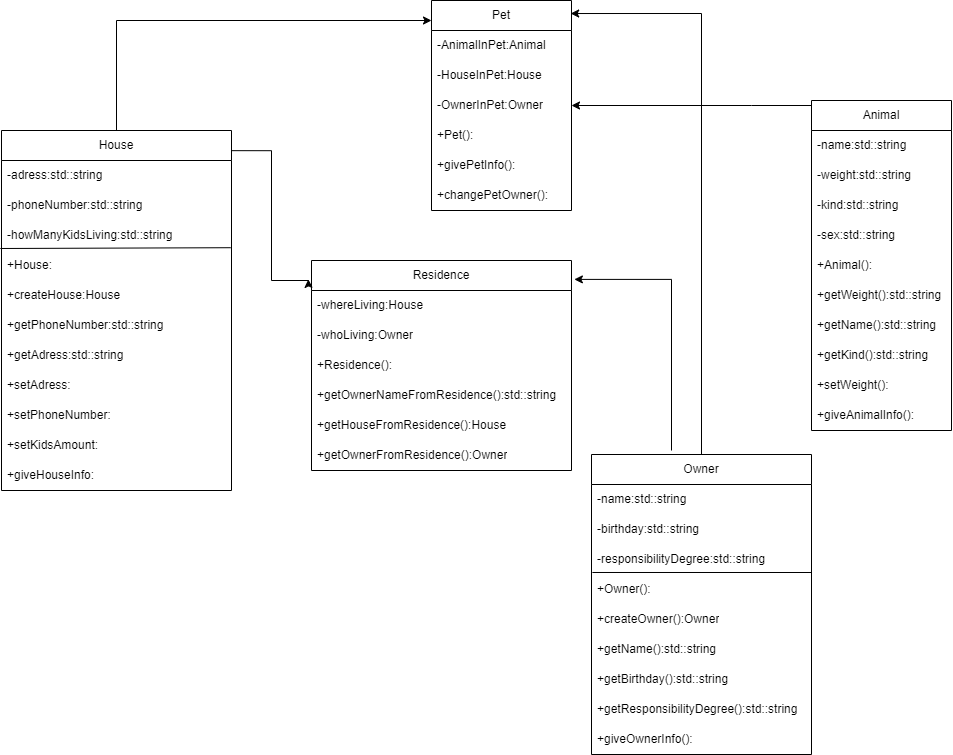 Pet
-AnimalInPet:Animal
-HouseInPet:House
-OwnerInPet:Owner
+Pet():
+givePetInfo():
+changePetOwner():
House
-adress:std::string
-phoneNumber:std::string
-howManyKidsLiving:std::string
+House:
+createHouse:House
+getPhoneNumber:std::string
+getAdress:std::string
+setAdress:
+setPhoneNumber:
+setKidsAmount:
+giveHouseInfo:
Residence
-whereLiving:House
-whoLiving:Owner
+Residence():
+getOwnerNameFromResidence():std::string
+getHouseFromResidence():House
+getOwnerFromResidence():Owner
Animal
-name:std::string
-weight:std::string
-kind:std::string
-sex:std::string
+Animal():
+getWeight():std::string
+getName():std::string
+getKind():std::string
+setWeight():
+giveAnimalInfo():
Owner
-name:std::string
-birthday:std::string
-responsibilityDegree:std::string
+Owner():
+createOwner():Owner
+getName():std::string
+getBirthday():std::string
+getResponsibilityDegree():std::string
+giveOwnerInfo():